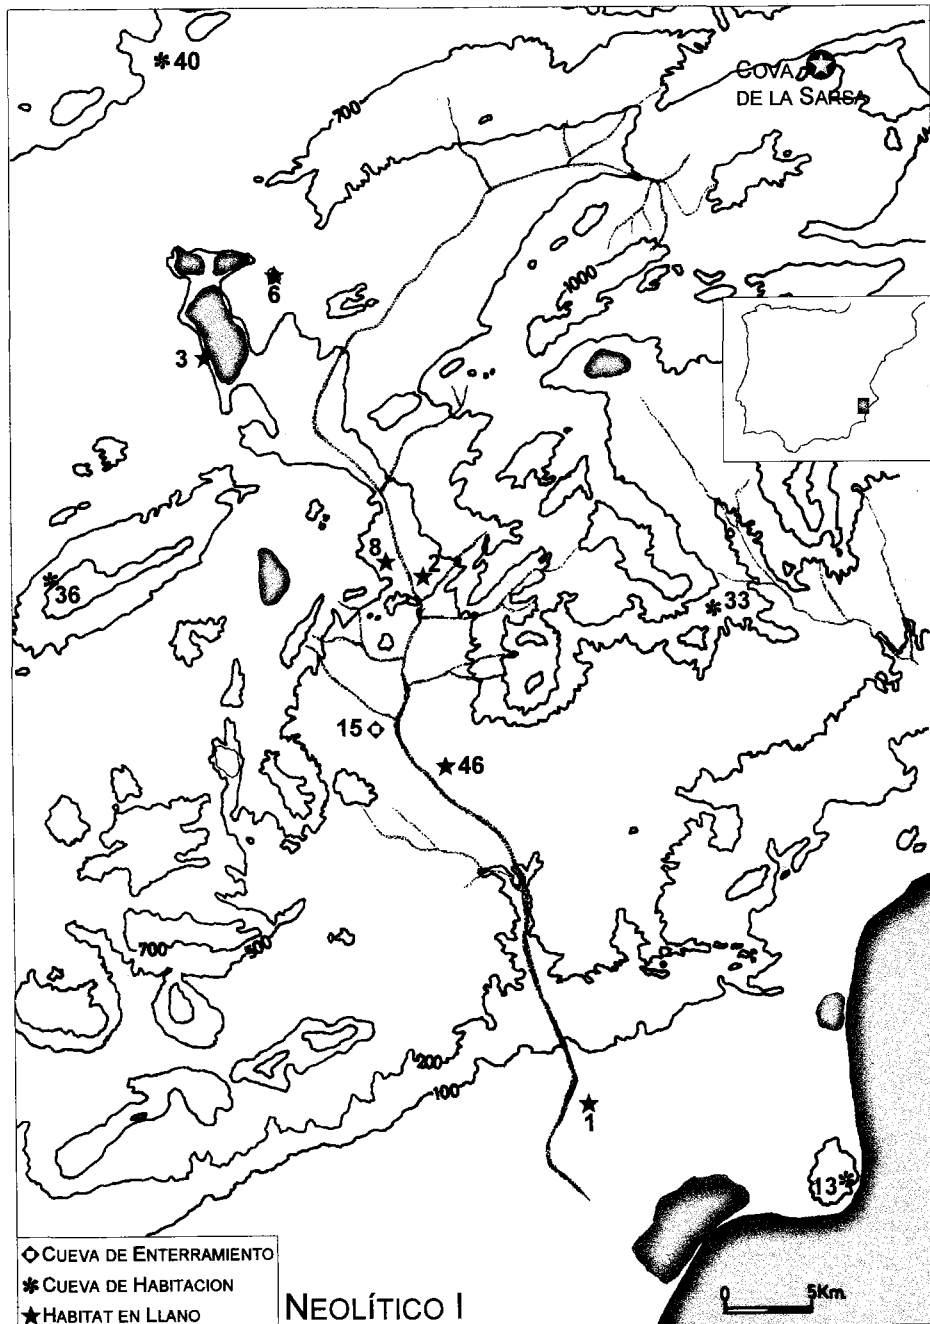 40
COVA
DE LA SARSA
700
6
1000
3
8
2
36
33
15
46
700
500
200
100
1
13
CUEVA DE ENTERRAMIENTO
CUEVA DE HABITACION
HABITAT EN LLANO
NEOLÍTICO I
0 5Km.